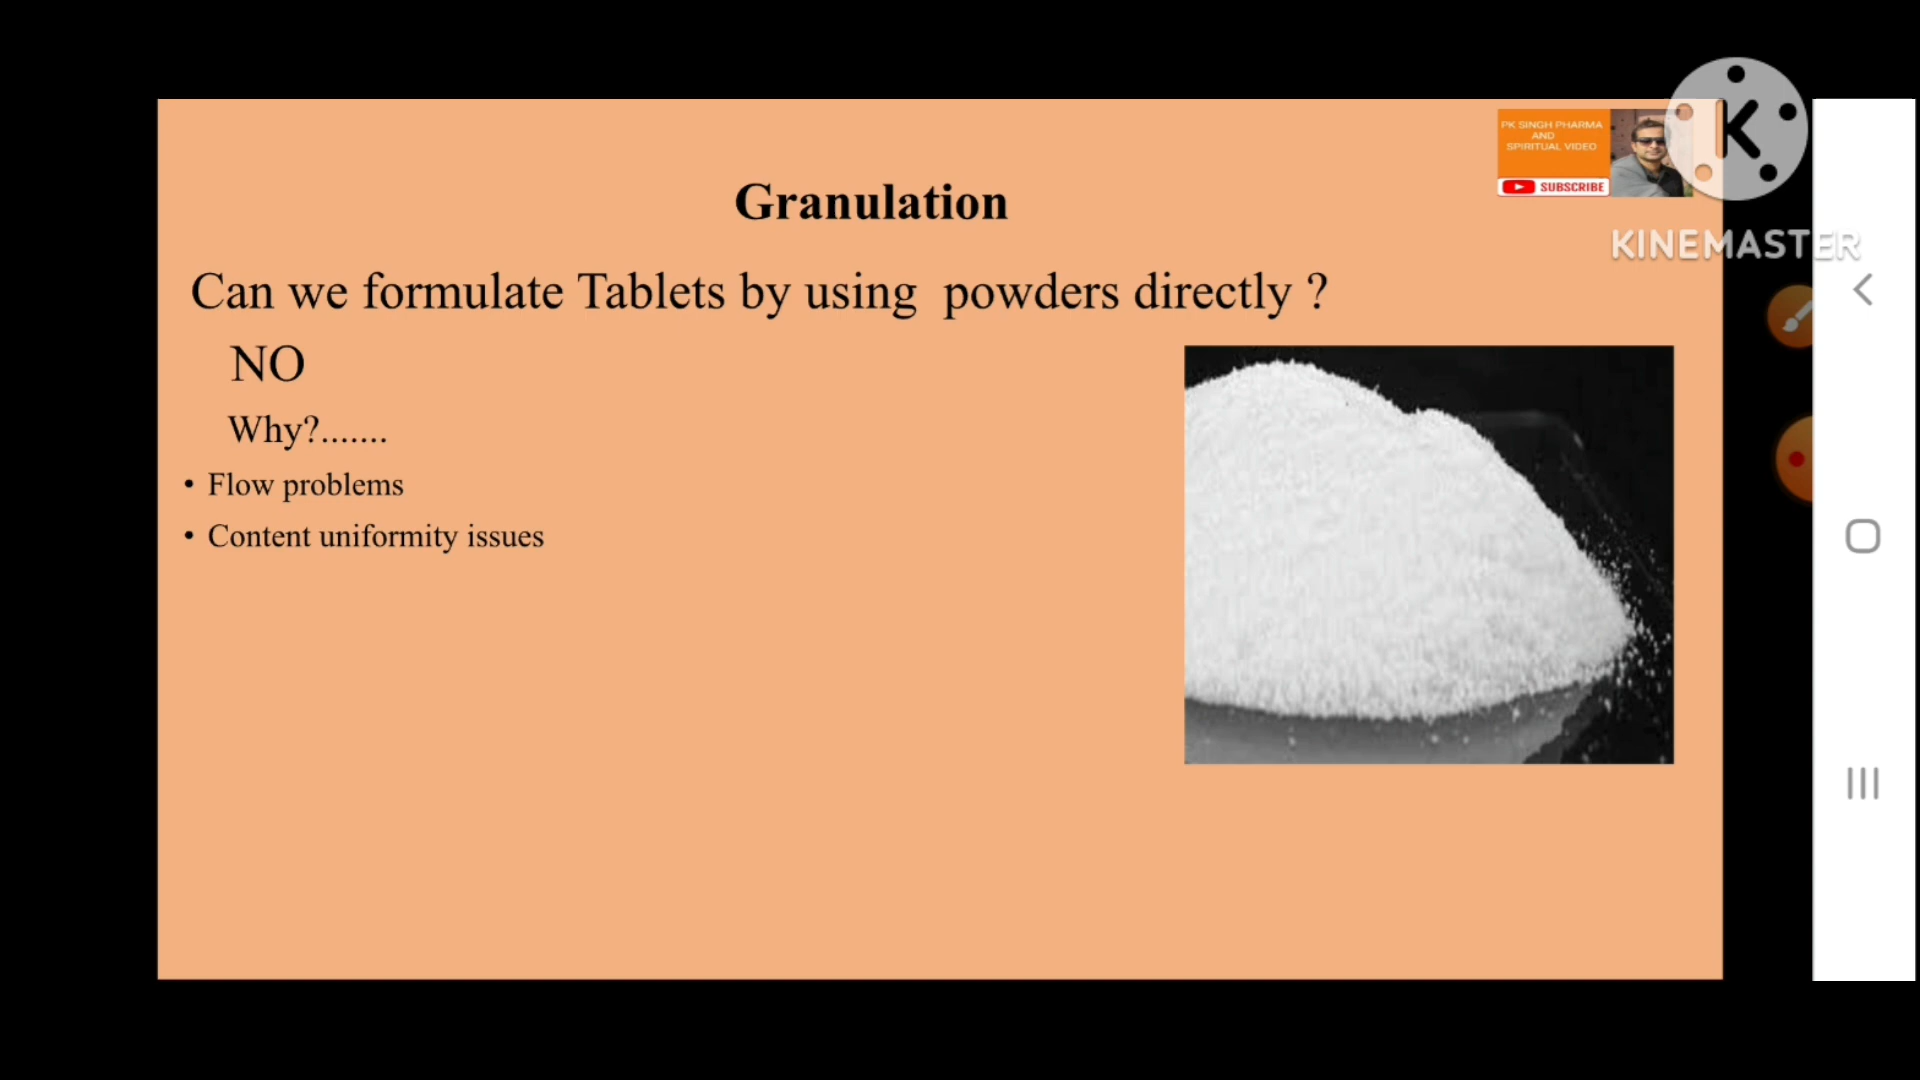 PK SINGH PHARMA
AND
SPIRITUAL VIDEO
SUBSCRIBE
K
KINEMASTER
Granulation
Can we formulate Tablets by using  powders directly ?
NO
Why?.......
• Flow problems
• Content uniformity issues